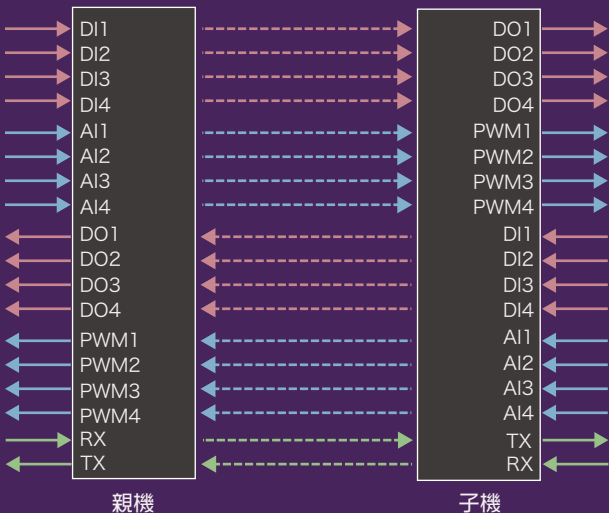 DI1
DI2
DI3
DI4
AI1
AI2
AI3
AI4
DO1
DO2
DO3
DO4
PWM1
PWM2
PWM3
PWM4
RX
TX
親機
DO1
DO2
DO3
DO4
PWM1
PWM2
PWM3
PWM4
DI1
DI2
DI3
DI4
AI1
AI2
AI3
AI4
TX
RX
子機